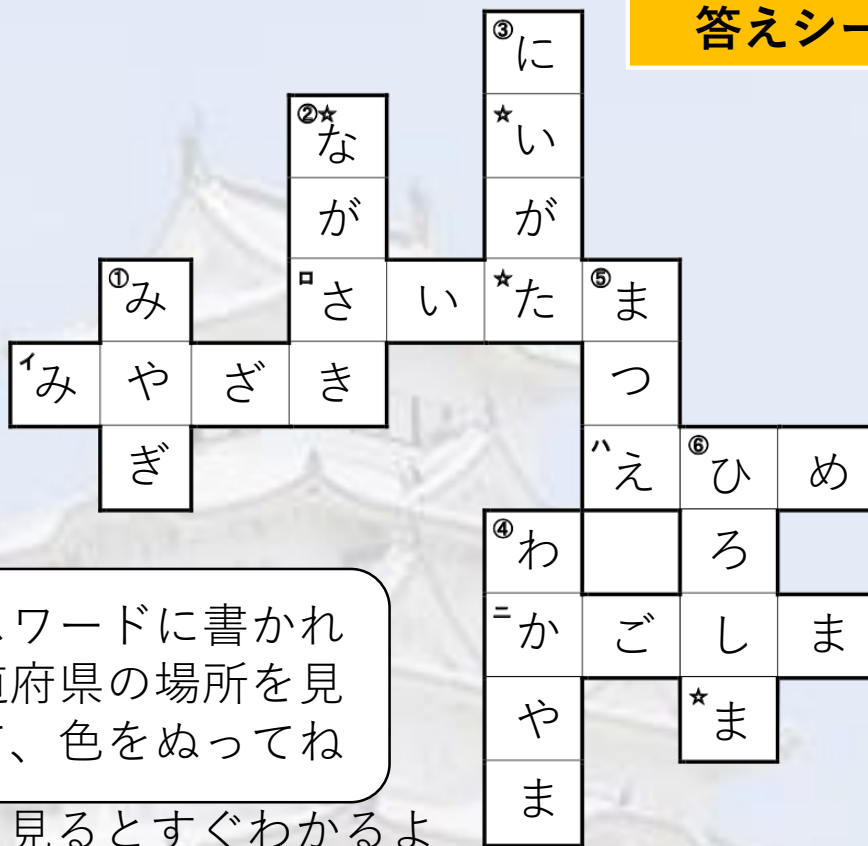 答えシー
③に
②☆な ☆い
が が
①み ロさ い ☆た ⑤ま
イみ や ざ き つ
ぎ ハえ ⑥ひ め
④わ ろ
ニか ご し ま
や ☆ま
ま
ワードに書かれ
府県の場所を見
、色をぬってね
見るとすぐわかるよ